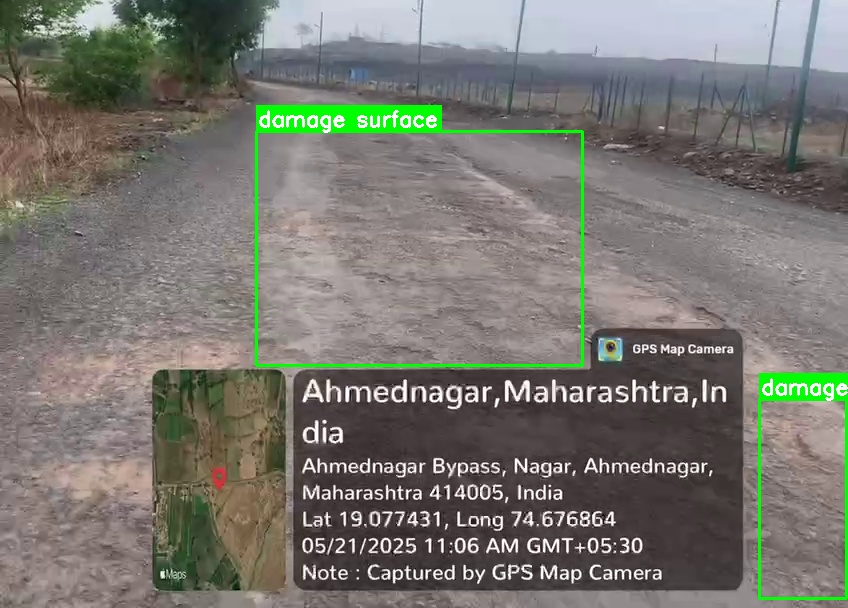 damage surface
GPS Map Camera
damage
Ahmednagar,Maharashtra,In
dia
Ahmednagar Bypass, Nagar, Ahmednagar,
Maharashtra 414005, India
Lat 19.077431, Long 74.676864
05/21/2025 11:06 AM GMT+05:30
Note : Captured by GPS Map Camera
Maps